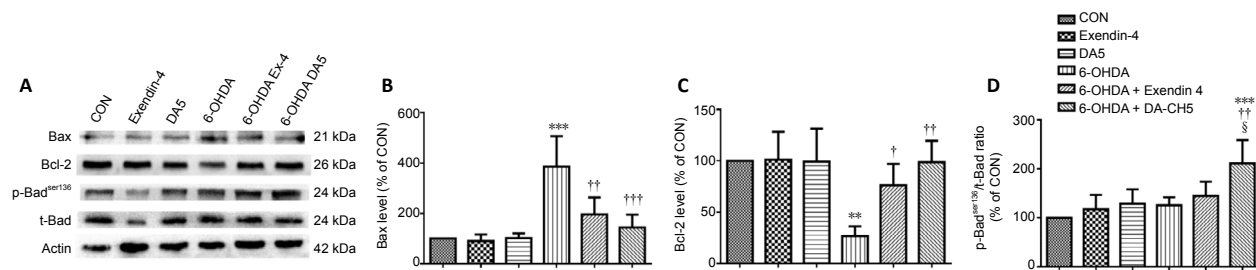 A
CON
Exendin-4
DA5
6-OHDA
6-OHDA Ex-4
6-OHDA DA5
Bax
21 kDa
Bcl-2
26 kDa
p-Bad^ser136
24 kDa
t-Bad
24 kDa
Actin
42 kDa
B
Bax level (% of CON)
600
400
200
0
***
††
†††
C
Bcl-2 level (% of CON)
150
100
50
0
**
†
††
CON
Exendin-4
DA5
6-OHDA
6-OHDA + Exendin 4
6-OHDA + DA-CH5
D
p-Bad^ser136/t-Bad ratio
(% of CON)
300
200
100
0
***
††
§